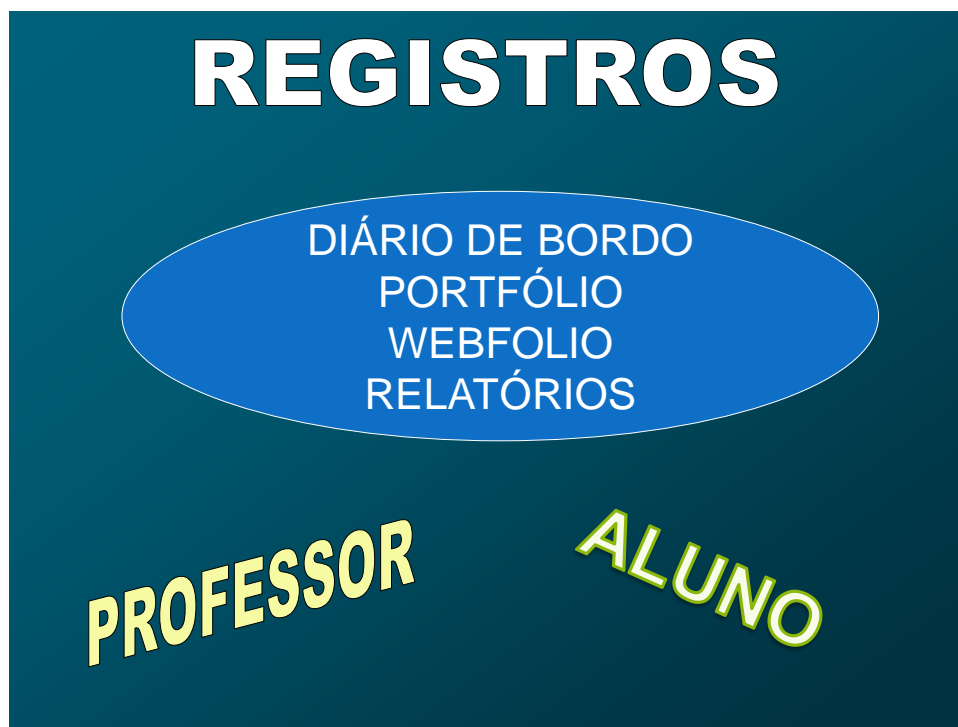 REGISTROS
DIÁRIO DE BORDO
PORTFÓLIO
WEBFOLIO
RELATÓRIOS
PROFESSOR
ALUNO